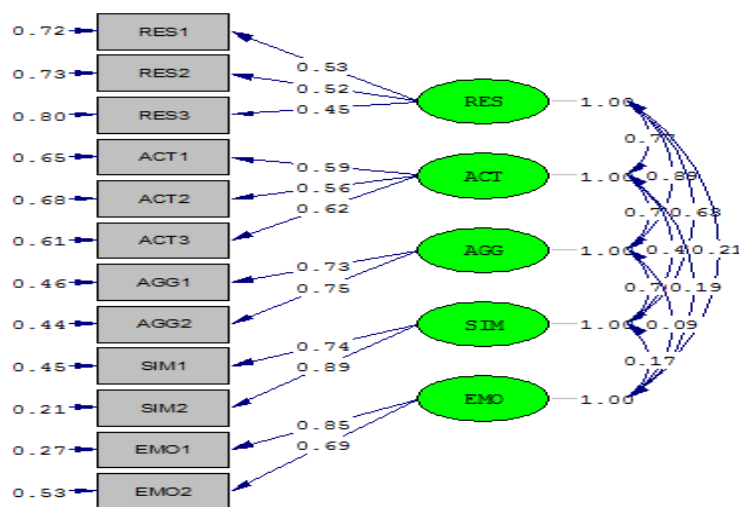 0.72 RES1
0.53
0.73 RES2
0.52
RES 1.00
0.80 RES3
0.45
0.65 ACT1
0.59
ACT 1.00
0.89
0.68 ACT2
0.56
0.62
0.63
0.61 ACT3
AGG 1.00
0.21
0.46 AGG1
0.73
0.19
0.44 AGG2
0.75
SIM 1.00
0.09
0.45 SIM1
0.74
0.17
0.21 SIM2
0.89
EMO 1.00
0.27 EMO1
0.85
0.69
0.53 EMO2